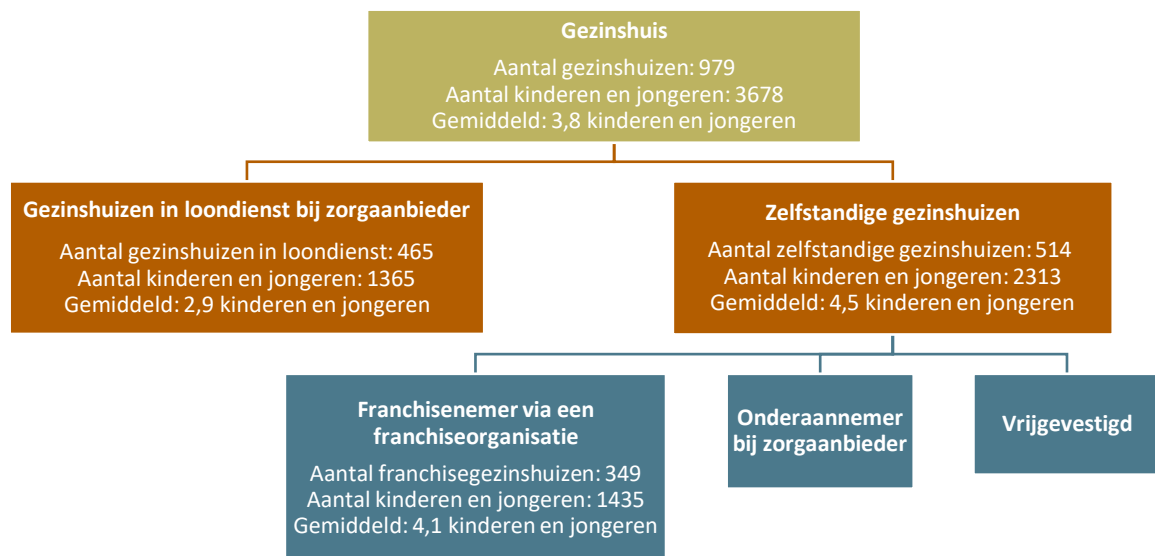 Gezinshuis
Aantal gezinshuizen: 979
Aantal kinderen en jongeren: 3678
Gemiddeld: 3,8 kinderen en jongeren
Gezinshuizen in loondienst bij zorgaanbieder
Aantal gezinshuizen in loondienst: 465
Aantal kinderen en jongeren: 1365
Gemiddeld: 2,9 kinderen en jongeren
Zelfstandige gezinshuizen
Aantal zelfstandige gezinshuizen: 514
Aantal kinderen en jongeren: 2313
Gemiddeld: 4,5 kinderen en jongeren
Franchisenemer via een
franchiseorganisatie
Aantal franchisegezinshuizen: 349
Aantal kinderen en jongeren: 1435
Gemiddeld: 4,1 kinderen en jongeren
Onderaannemer
bij zorgaanbieder
Vrijgevestigd